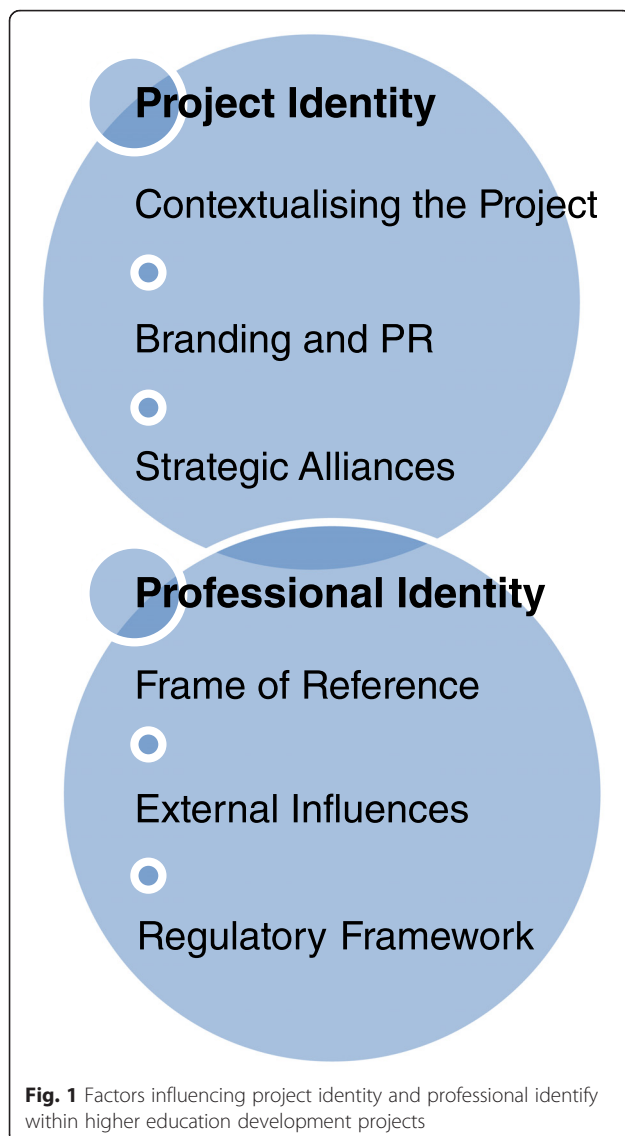 Project Identity
Contextualising the Project
Branding and PR
Strategic Alliances
Professional Identity
Frame of Reference
External Influences
Regulatory Framework
Fig. 1 Factors influencing project identity and professional identify
within higher education development projects